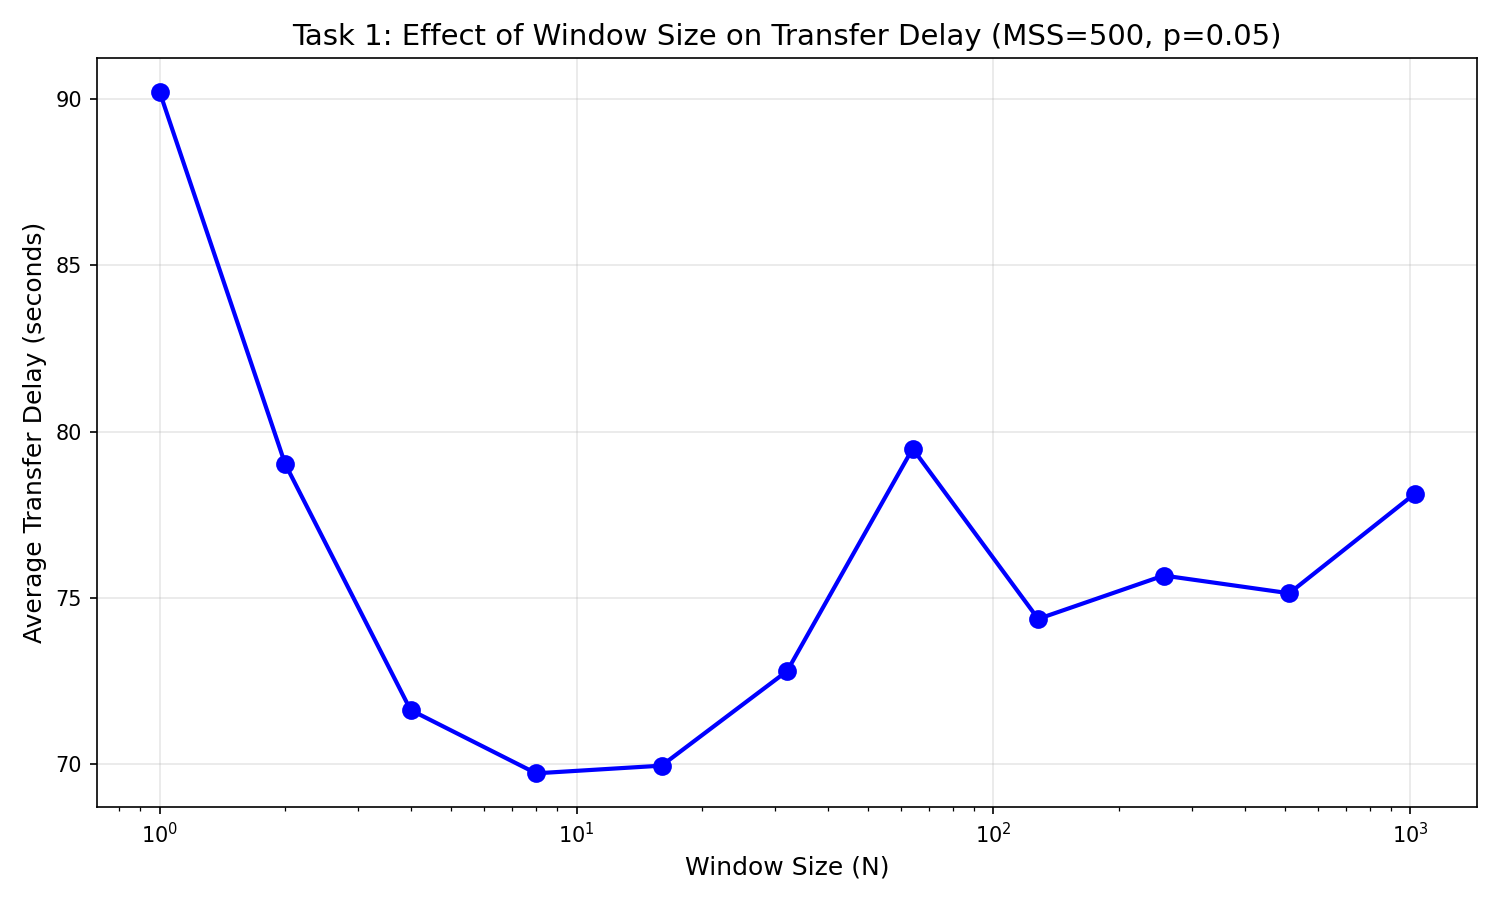 Task 1: Effect of Window Size on Transfer Delay (MSS=500, p=0.05)
Average Transfer Delay (seconds)
90
85
80
75
70
10⁰ 10¹ 10² 10³
Window Size (N)